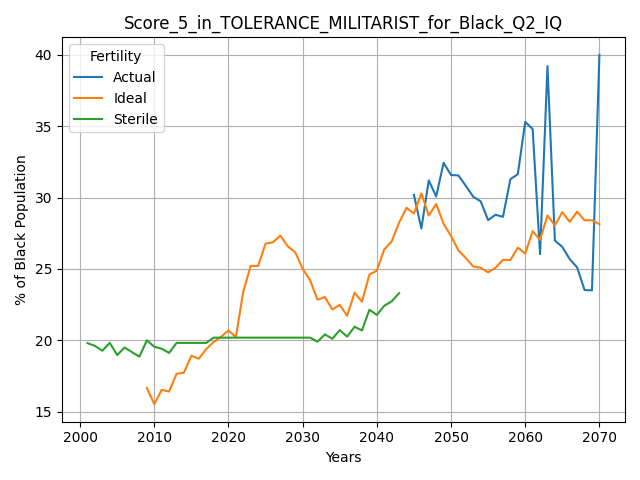 Score_5_in_TOLERANCE_MILITARIST_for_Black_Q2_IQ
Fertility
Actual
Ideal
Sterile
% of Black Population
40
35
30
25
20
15
2000 2010 2020 2030 2040 2050 2060 2070
Years